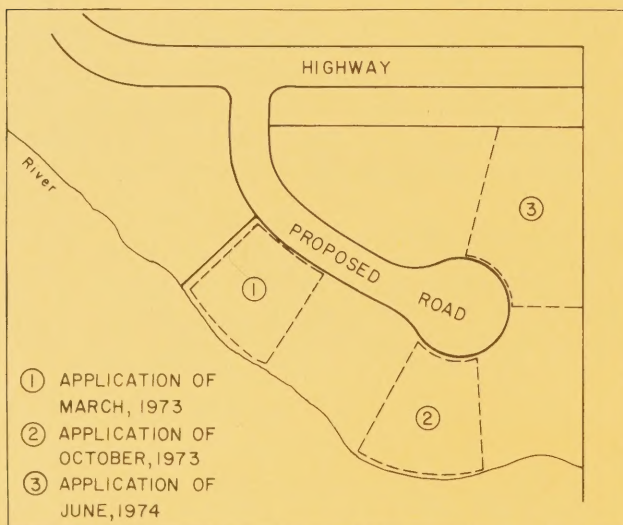 HIGHWAY
River
PROPOSED
ROAD
③
①
②
① APPLICATION OF
MARCH, 1973
② APPLICATION OF
OCTOBER, 1973
③ APPLICATION OF
JUNE, 1974